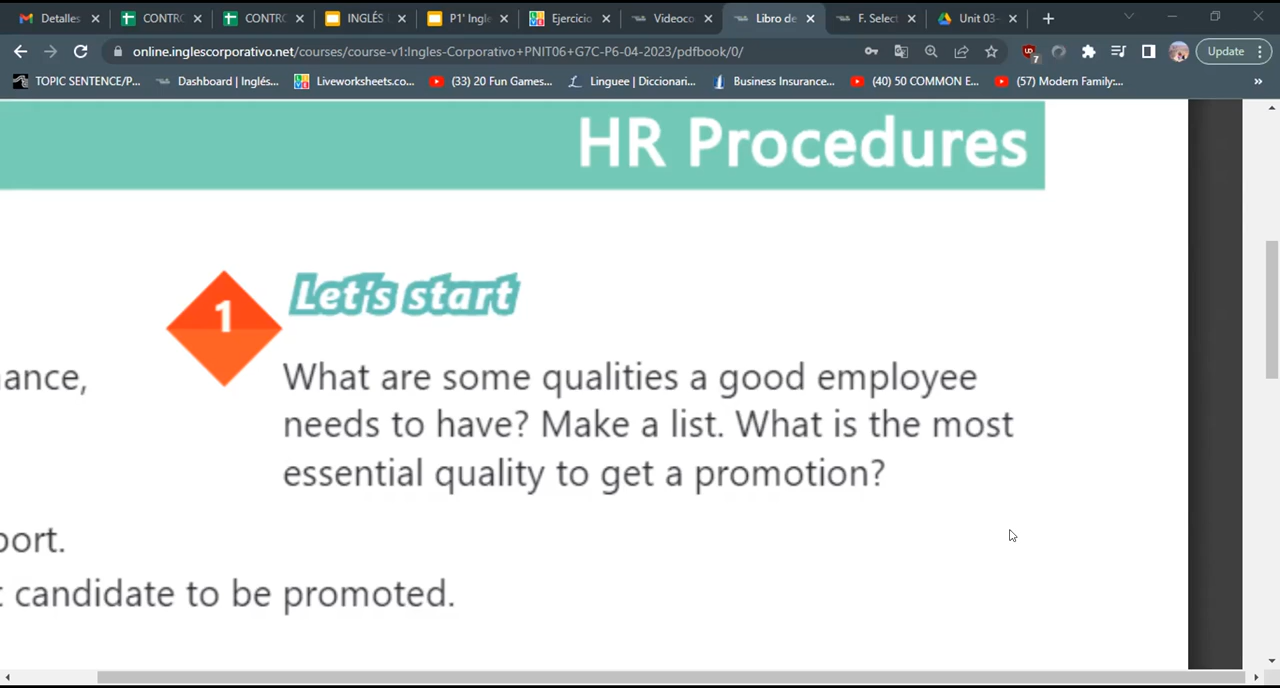 Detalles
CONTRO
CONTRO
INGLÉS
P1' Ingle
Ejercicio
Videoco
Libro de
F. Select
Unit 03-
online.inglescorporativo.net/courses/course-v1:Ingles-Corporativo+PNIT06+G7C-P6-04-2023/pdfbook/0/
7
Update
TOPIC SENTENCE/P...
Dashboard | Inglés...
Liveworksheets.co...
(33) 20 Fun Games...
Linguee | Diccionari...
Business Insurance...
(40) 50 COMMON E...
(57) Modern Family:...
»
HR Procedures
1
Let's start
What are some qualities a good employee
needs to have? Make a list. What is the most
essential quality to get a promotion?
candidate to be promoted.